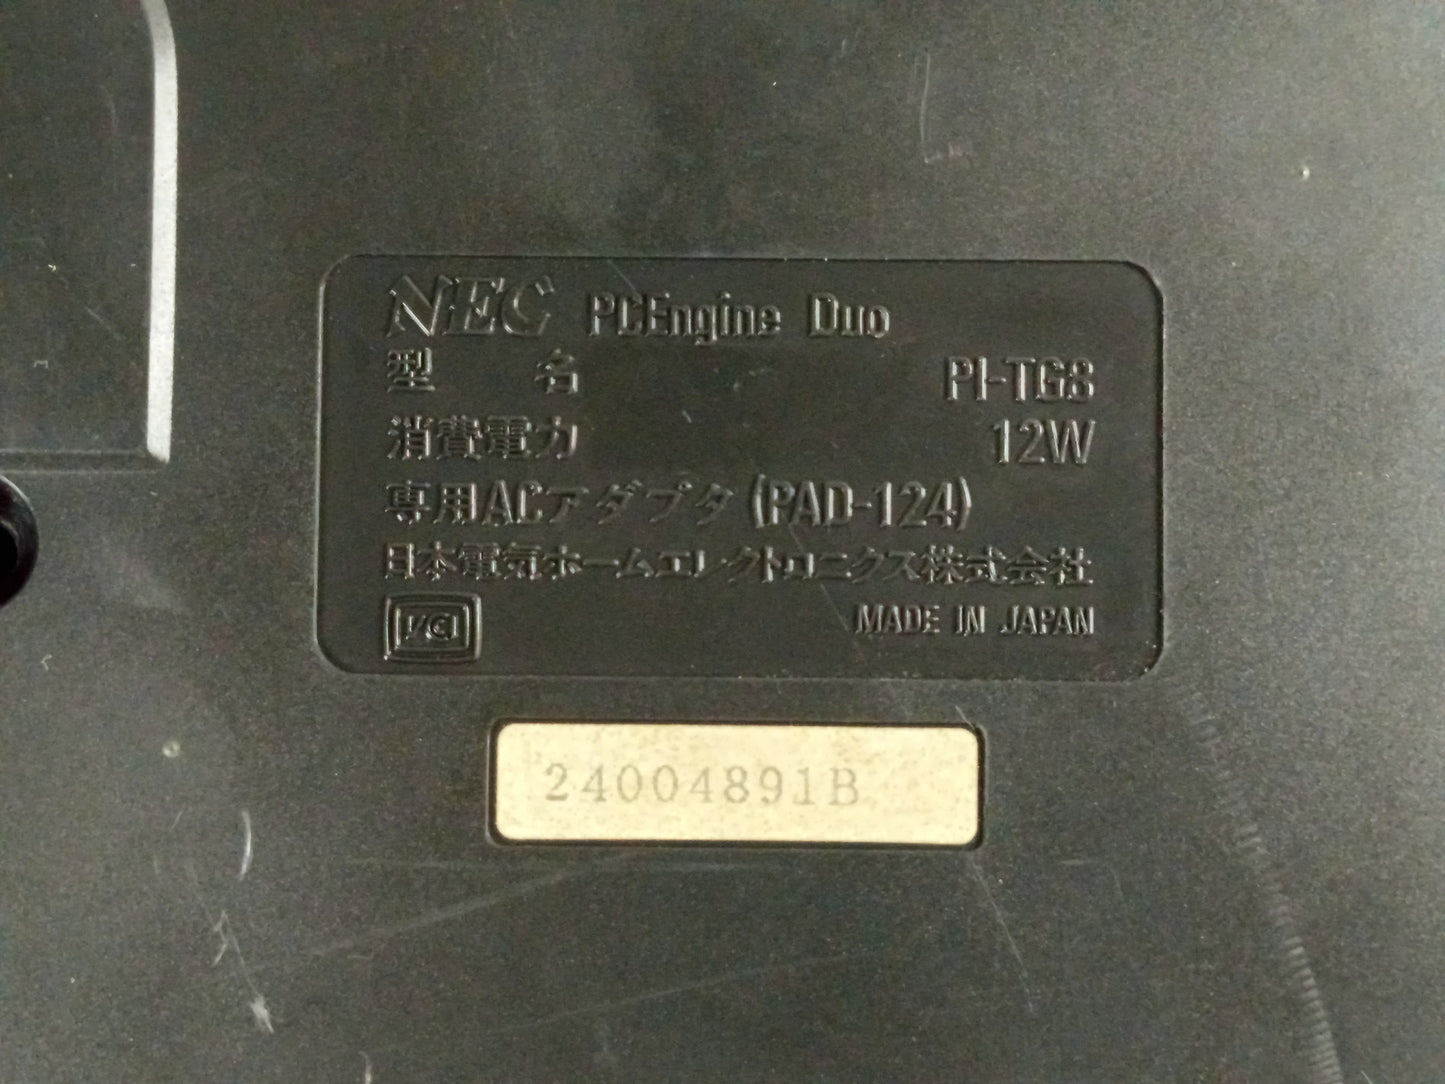 NEC PCEngine Duo
型名 PI-TG8
消費電力 12W
専用ACアダプタ (PAD-124)
日本電気ホームエレクトロニクス株式会社
VCI MADE IN JAPAN
24004891B